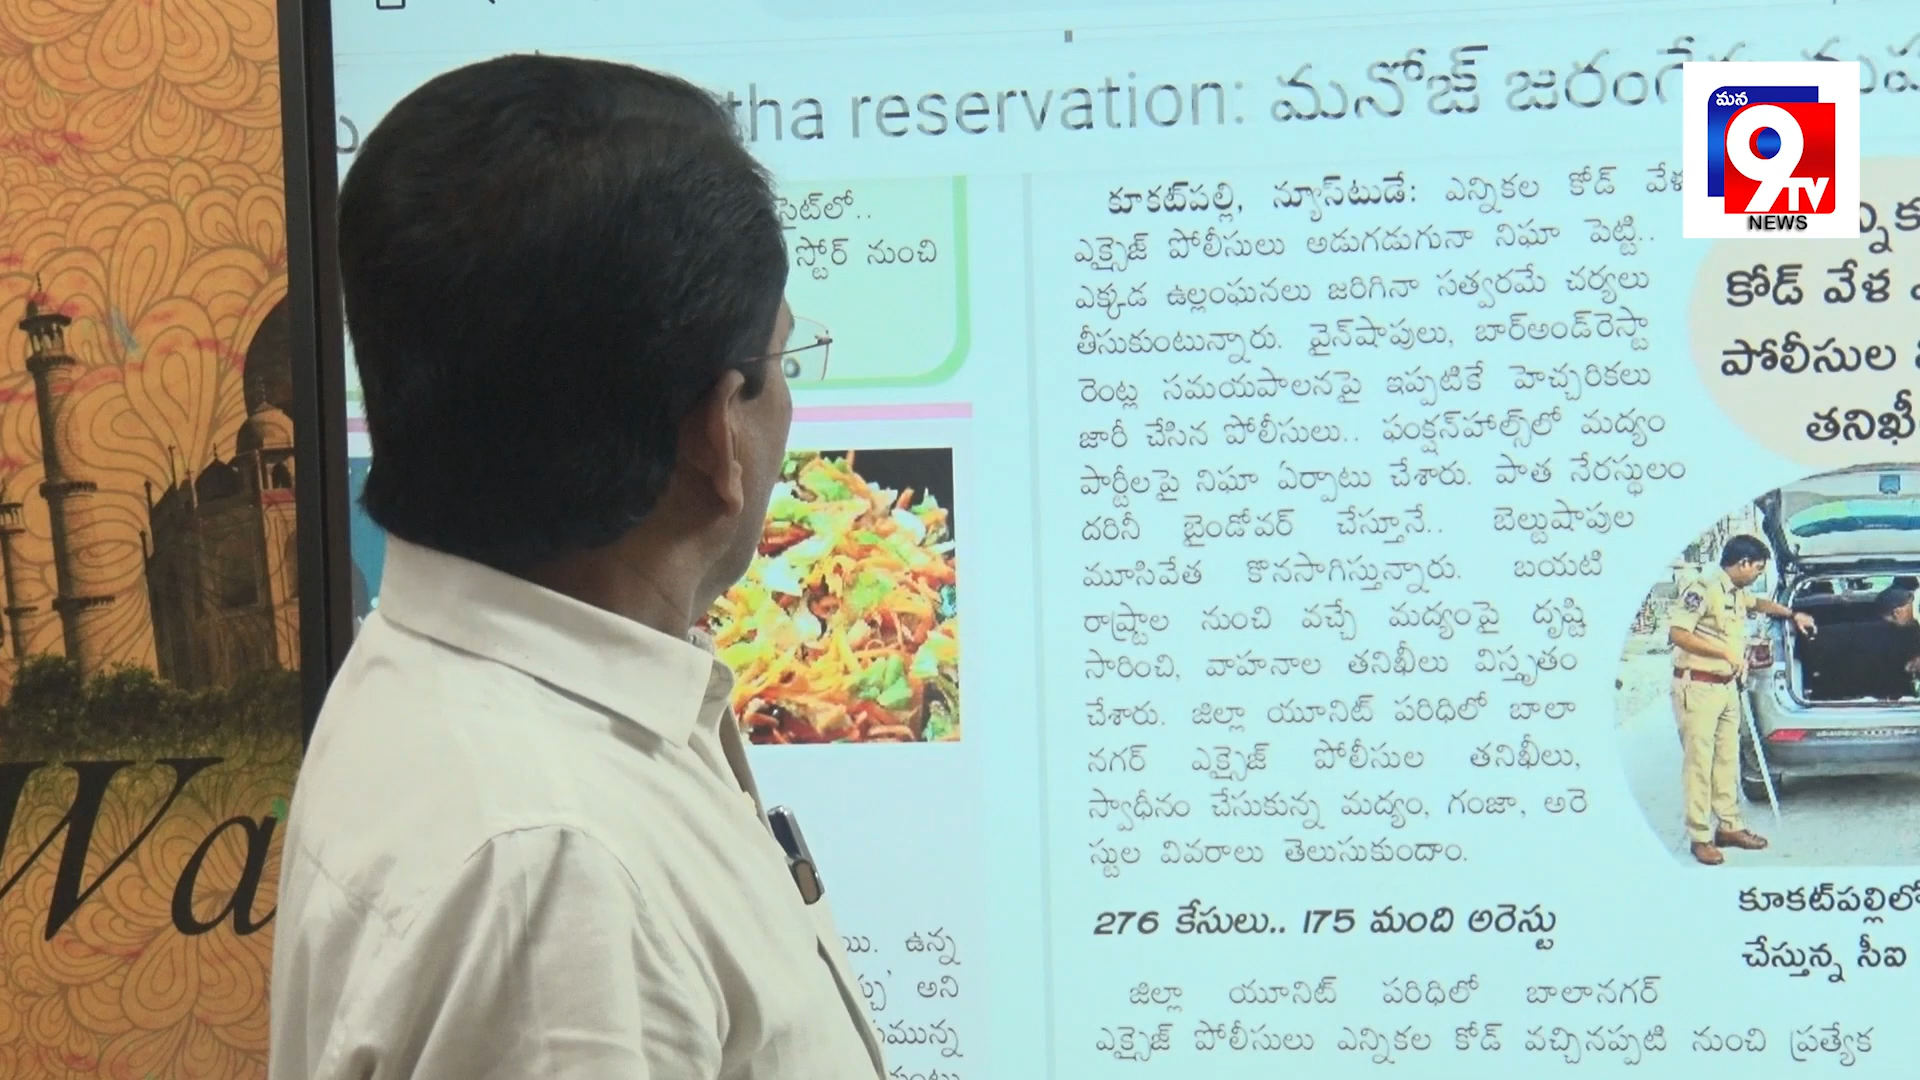 tha reservation: మనోజ్ జరంగే
మన
9
TV
NEWS
సైట్‌లో..
స్టోర్ నుంచి
కూకట్‌పల్లి, న్యూస్‌టుడే: ఎన్నికల కోడ్ వేళ
ఎక్సైజ్ పోలీసులు అడుగడుగునా నిఘా పెట్టి..
ఎక్కడ ఉల్లంఘనలు జరిగినా సత్వరమే చర్యలు
తీసుకుంటున్నారు. వైన్‌షాపులు, బార్‌అండ్‌రెస్టా
రెంట్ల సమయపాలనపై ఇప్పటికే హెచ్చరికలు
జారీ చేసిన పోలీసులు.. ఫంక్షన్‌హాల్స్‌లో మద్యం
పార్టీలపై నిఘా ఏర్పాటు చేశారు. పాత నేరస్థులం
దరినీ బైండోవర్ చేస్తూనే.. బెల్టుషాపుల
మూసివేత కొనసాగిస్తున్నారు. బయటి
రాష్ట్రాల నుంచి వచ్చే మద్యంపై దృష్టి
సారించి, వాహనాల తనిఖీలు విస్తృతం
చేశారు. జిల్లా యూనిట్ పరిధిలో బాలా
నగర్ ఎక్సైజ్ పోలీసుల తనిఖీలు,
స్వాధీనం చేసుకున్న మద్యం, గంజా, అరె
స్టుల వివరాలు తెలుసుకుందాం.
276 కేసులు.. 175 మంది అరెస్టు
జిల్లా యూనిట్ పరిధిలో బాలానగర్
ఎక్సైజ్ పోలీసులు ఎన్నికల కోడ్ వచ్చినప్పటి నుంచి ప్రత్యేక
న్నిక
కోడ్ వేళ
పోలీసుల
తనిఖీ
కూకట్‌పల్లిలో
చేస్తున్న సీఐ
యి. ఉన్న
చ్చు' అని
మున్న
Wa